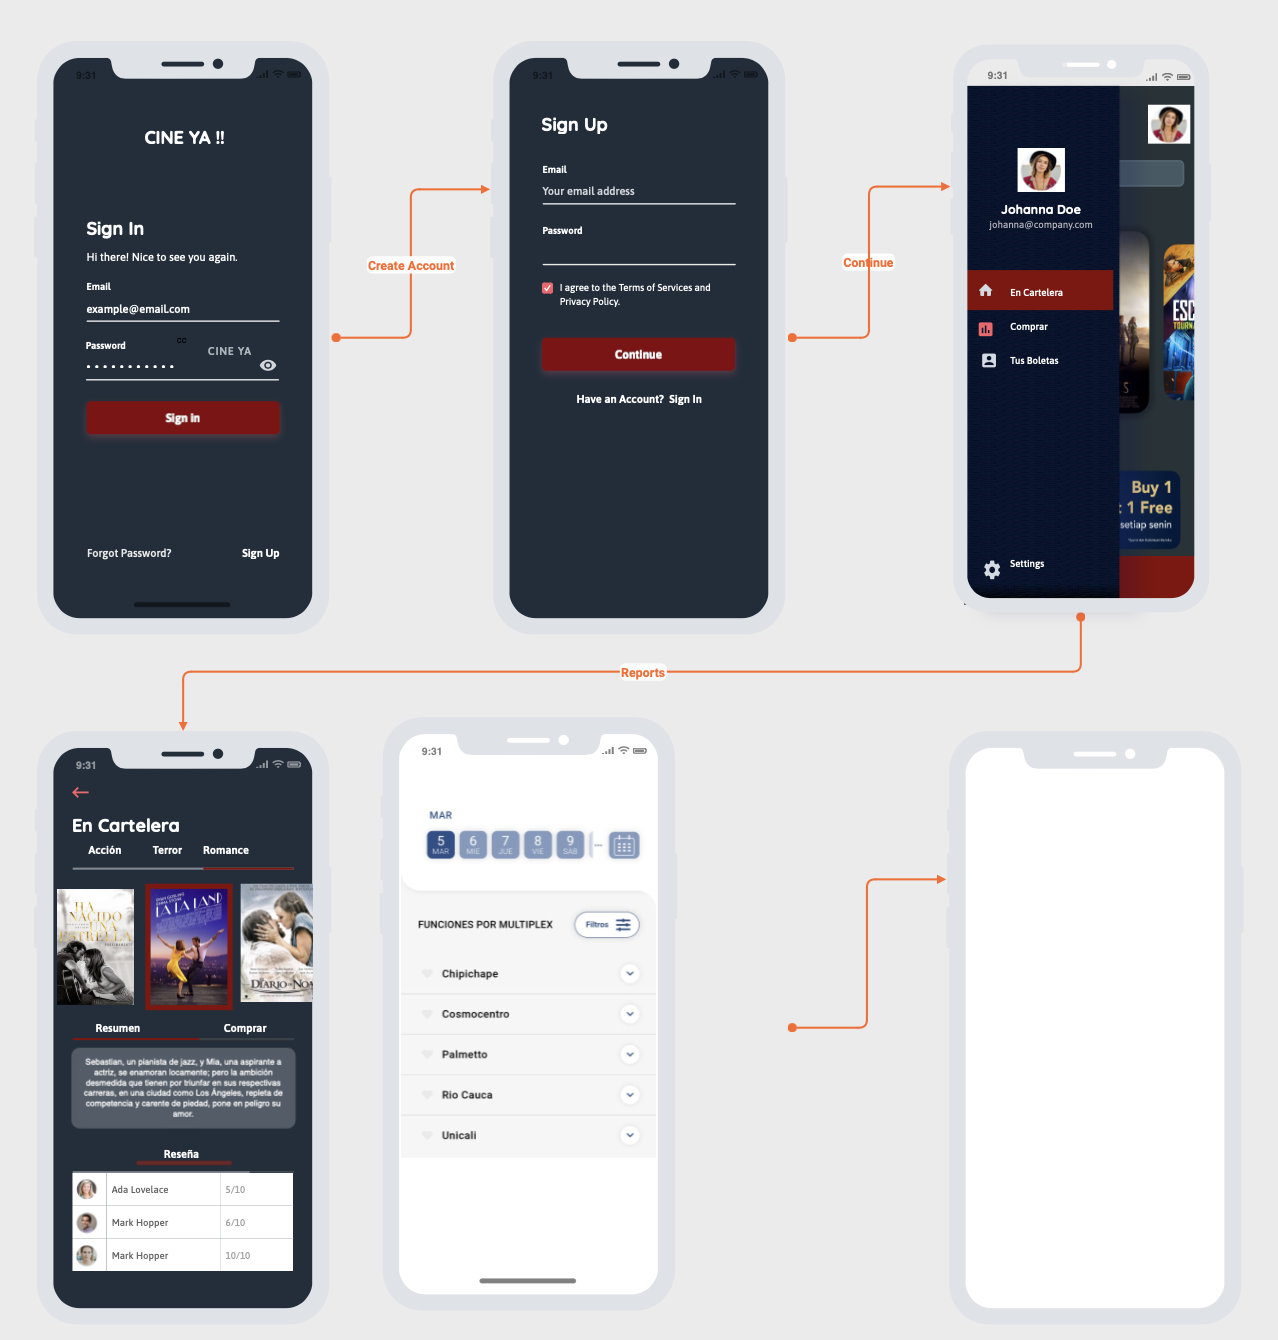 9:31
CINE YA !!
Sign In
Hi there! Nice to see you again.
Email
example@email.com
Password
CC
CINE YA
Sign in
Forgot Password?
Sign Up
Create Account
9:31
Sign Up
Email
Your email address
Password
I agree to the Terms of Services and
Privacy Policy.
Continue
Have an Account? Sign In
Continue
9:31
Johanna Doe
johanna@company.com
En Cartelera
Comprar
Tus Boletas
Settings
S
ESC
TOURNA
Buy 1
1 Free
setiap senin
Reports
9:31
En Cartelera
Acción
Terror
Romance
HA
NACIDO
UNA
ESTRELLA
LA LA LAND
DIARIO
NOA
Resumen
Comprar
Sebastian, un pianista de jazz, y Mia, una aspirante a
actriz, se enamoran locamente; pero la ambición
desmedida que tienen por triunfar en sus respectivas
carreras, en una ciudad como Los Ángeles, repleta de
competencia y carente de piedad, pone en peligro su
amor.
Reseña
Ada Lovelace 5/10
Mark Hopper 6/10
Mark Hopper 10/10
9:31
MAR
5 6 7 8 9
MAR MIE JUE VIE SAB
FUNCIONES POR MULTIPLEX
Filtros
Chipichape
Cosmocentro
Palmetto
Rio Cauca
Unicali